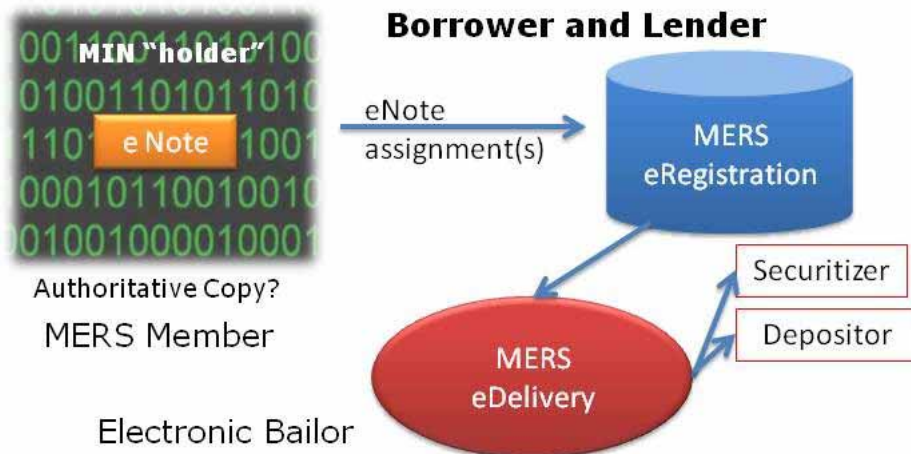 Borrower and Lender
MIN “holder”
e Note
eNote
assignment(s)
MERS
eRegistration
Authoritative Copy?
MERS Member
Securitizer
Depositor
MERS
eDelivery
Electronic Bailor